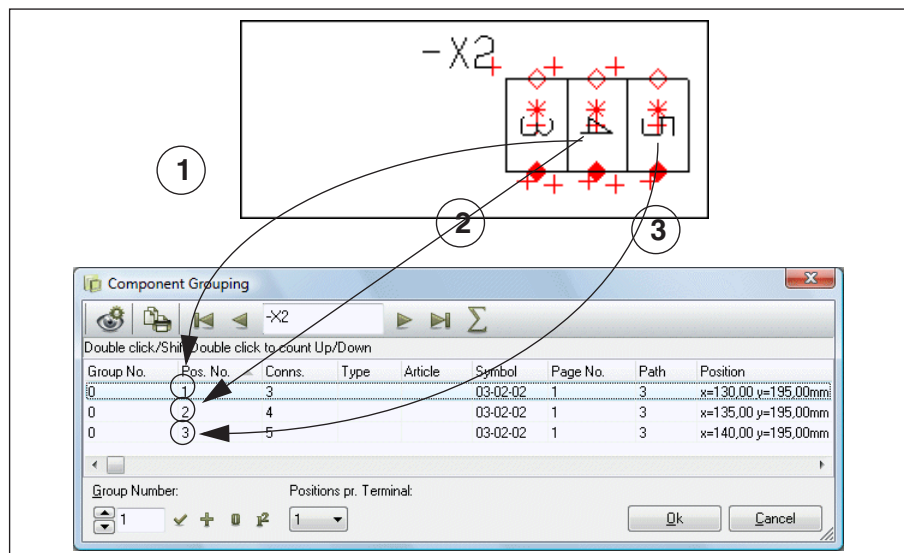 -X2
3 4 5
1
2
3
Component Grouping
-X2
Double click/Shift Double click to count Up/Down
Group No. Pos. No. Conns. Type Article Symbol Page No. Path Position
0 1 3 03-02-02 1 3 x=130,00 y=195,00mm
0 2 4 03-02-02 1 3 x=135,00 y=195,00mm
0 3 5 03-02-02 1 3 x=140,00 y=195,00mm
Group Number: Positions pr. Terminal:
1 1 Ok Cancel